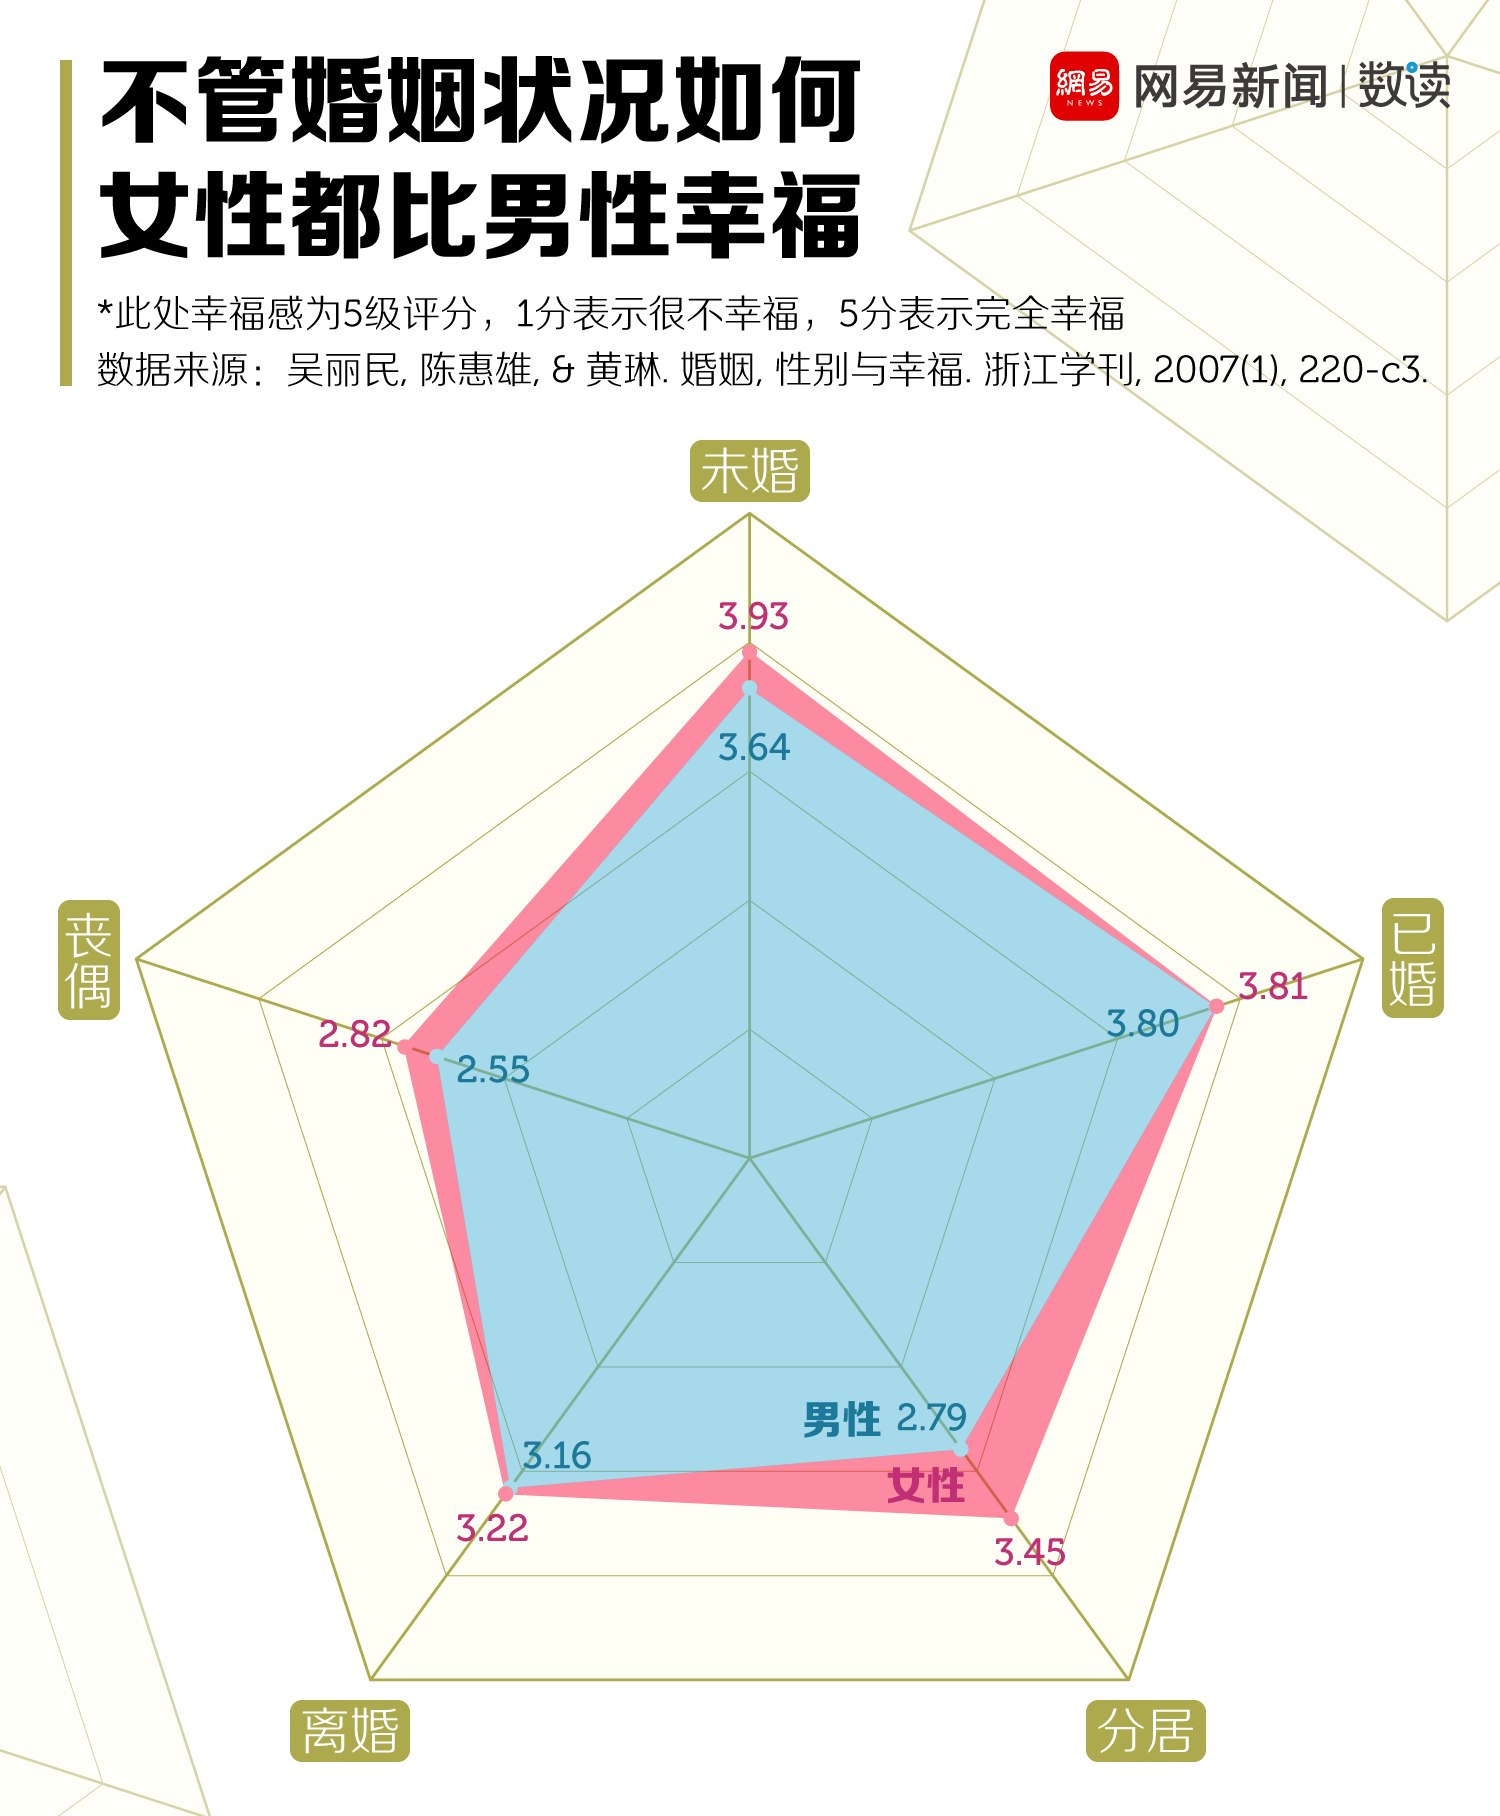 不管婚姻状况如何
女性都比男性幸福
網易
NEWS
网易新闻|数读
*此处幸福感为5级评分，1分表示很不幸福，5分表示完全幸福
数据来源：吴丽民, 陈惠雄, & 黄琳. 婚姻, 性别与幸福. 浙江学刊, 2007(1), 220-c3.
未婚
3.93
3.64
丧偶
已婚
3.81
3.80
2.82
2.55
男性 2.79
3.16
女性
3.22
3.45
离婚
分居